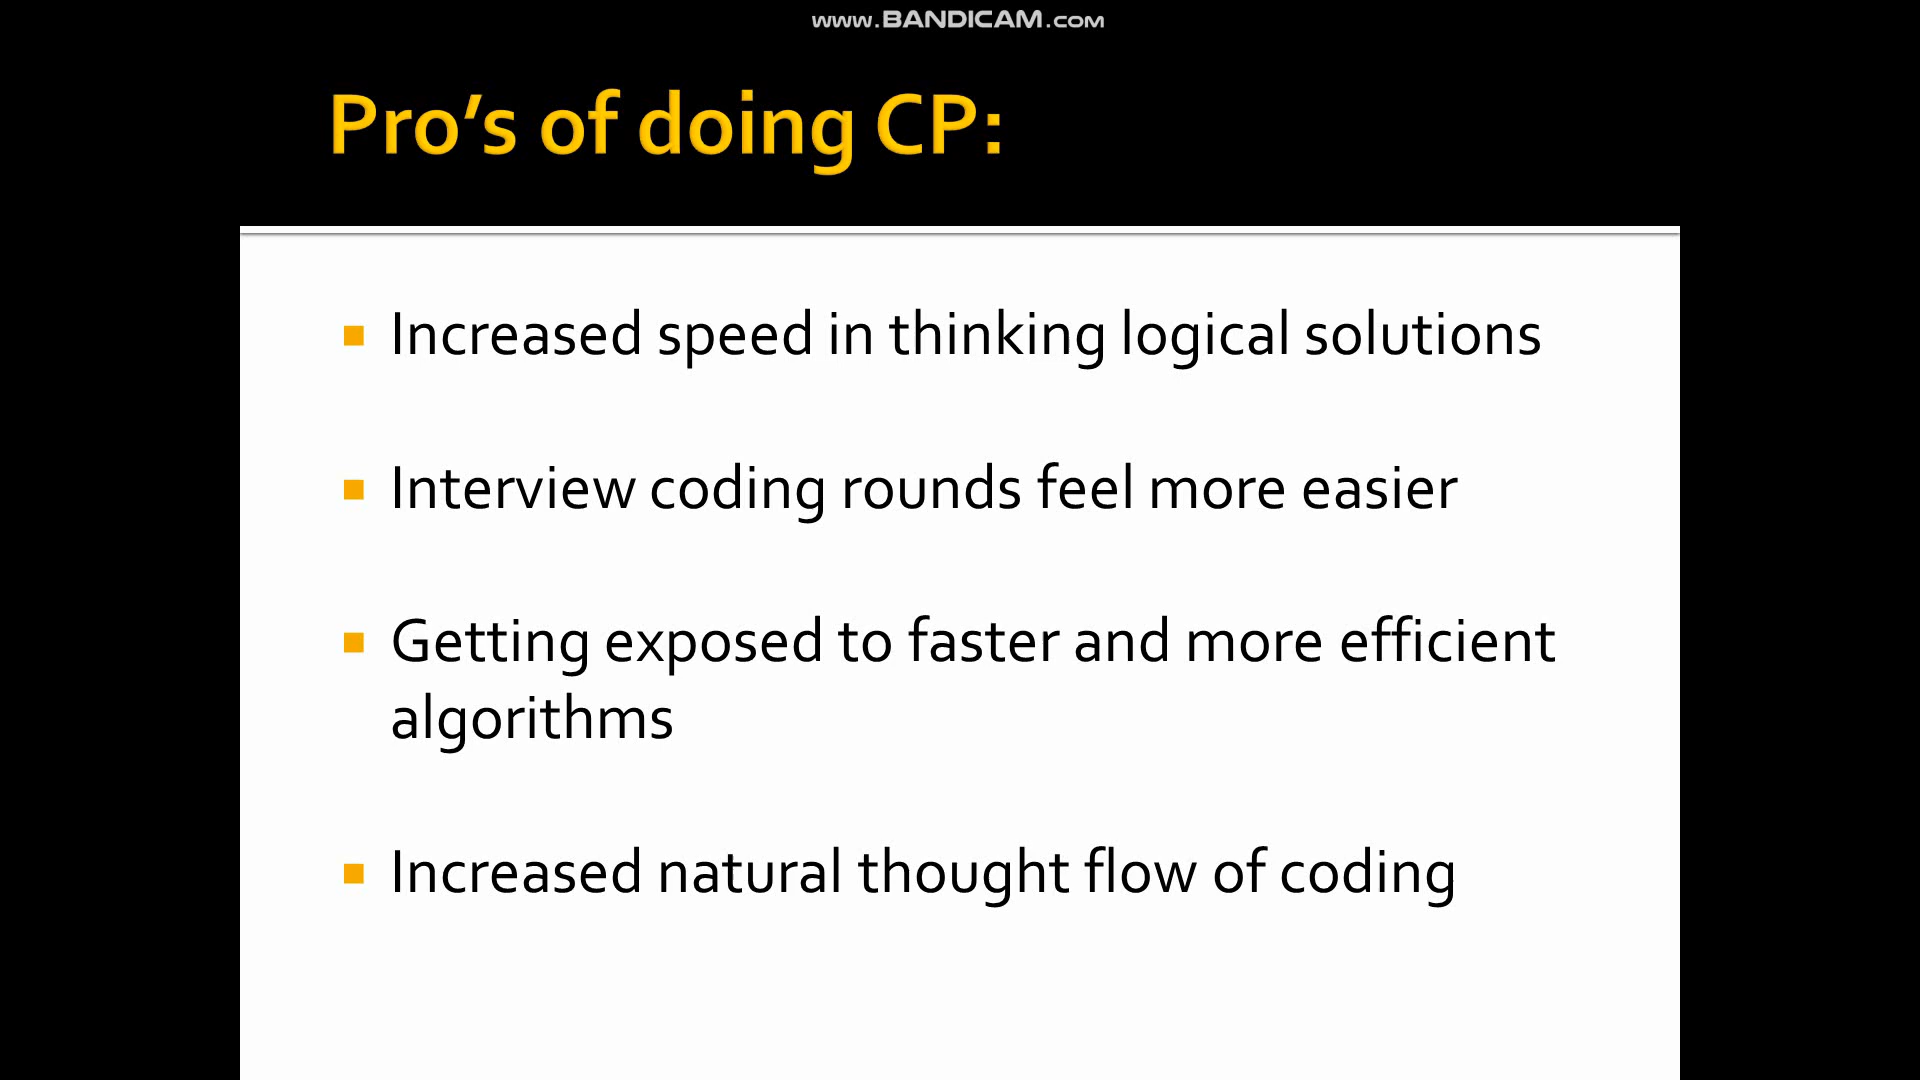 www.BANDICAM.com
Pro’s of doing CP:
Increased speed in thinking logical solutions
Interview coding rounds feel more easier
Getting exposed to faster and more efficient
algorithms
Increased natural thought flow of coding